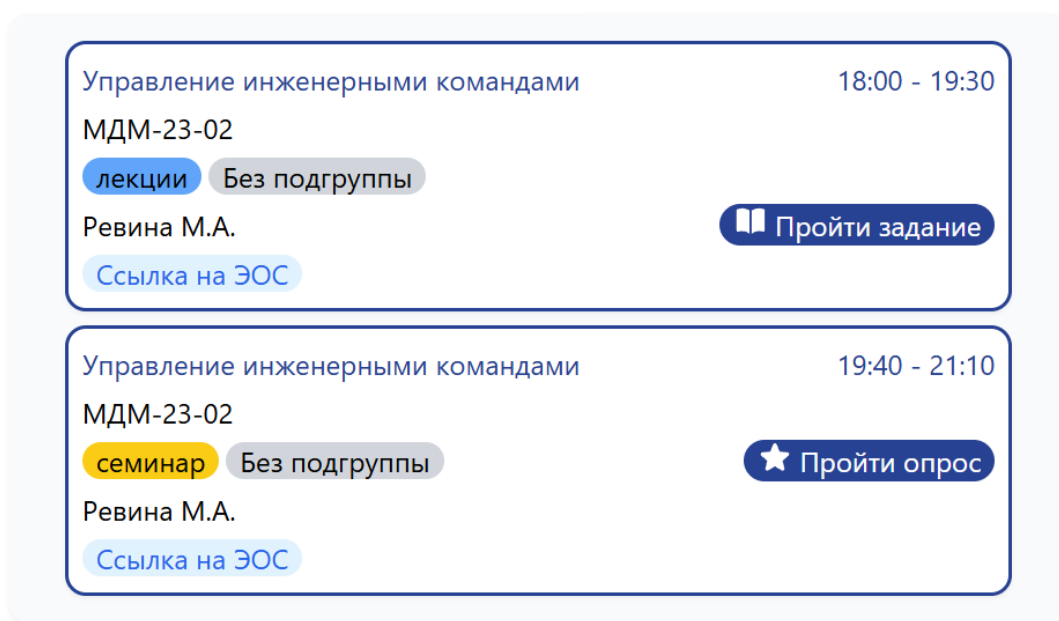 Управление инженерными командами 18:00 - 19:30
МДМ-23-02
лекции Без подгруппы
Ревина М.А. Пройти задание
Ссылка на ЭОС
Управление инженерными командами 19:40 - 21:10
МДМ-23-02
семинар Без подгруппы Пройти опрос
Ревина М.А.
Ссылка на ЭОС